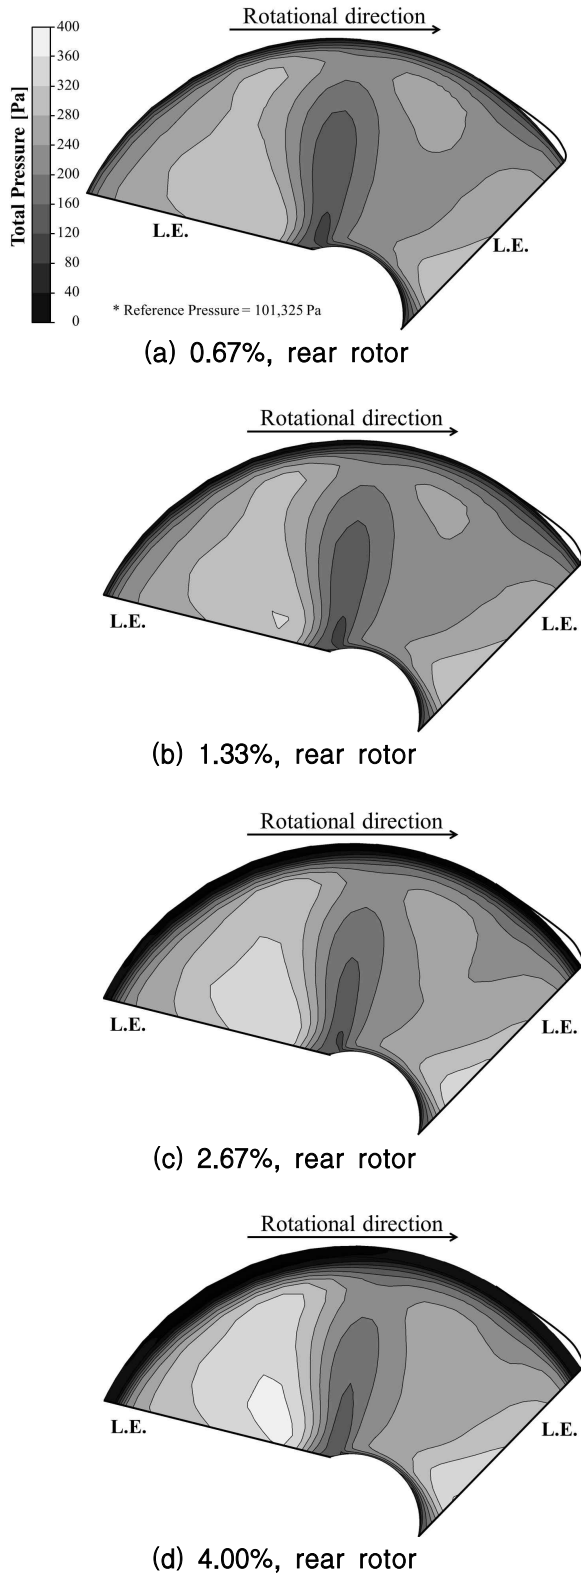 Rotational direction
Total Pressure [Pa]
400
360
320
280
240
200
160
120
80
40
0
L.E.
L.E.
* Reference Pressure = 101,325 Pa
(a) 0.67%, rear rotor
Rotational direction
L.E.
L.E.
(b) 1.33%, rear rotor
Rotational direction
L.E.
L.E.
(c) 2.67%, rear rotor
Rotational direction
L.E.
L.E.
(d) 4.00%, rear rotor